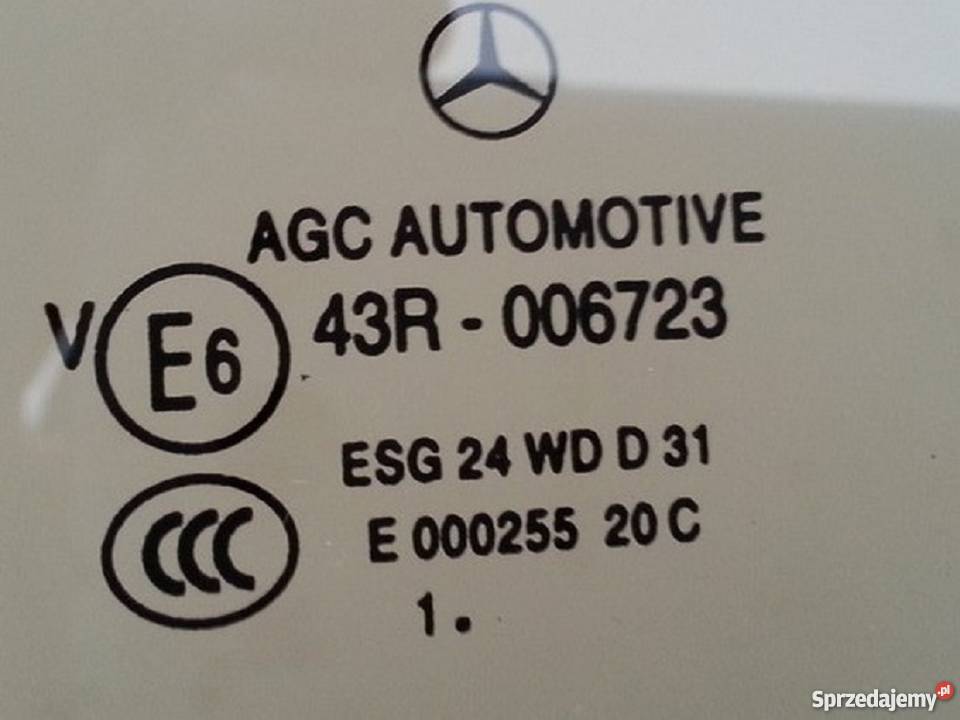 AGC AUTOMOTIVE
V E6 43R - 006723
ESG 24 WD D 31
CCC E 000255 20 C
1 .
Sprzedajemy.pl